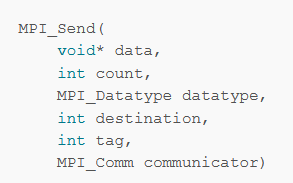 MPI_Send(
    void* data,
    int count,
    MPI_Datatype datatype,
    int destination,
    int tag,
    MPI_Comm communicator)